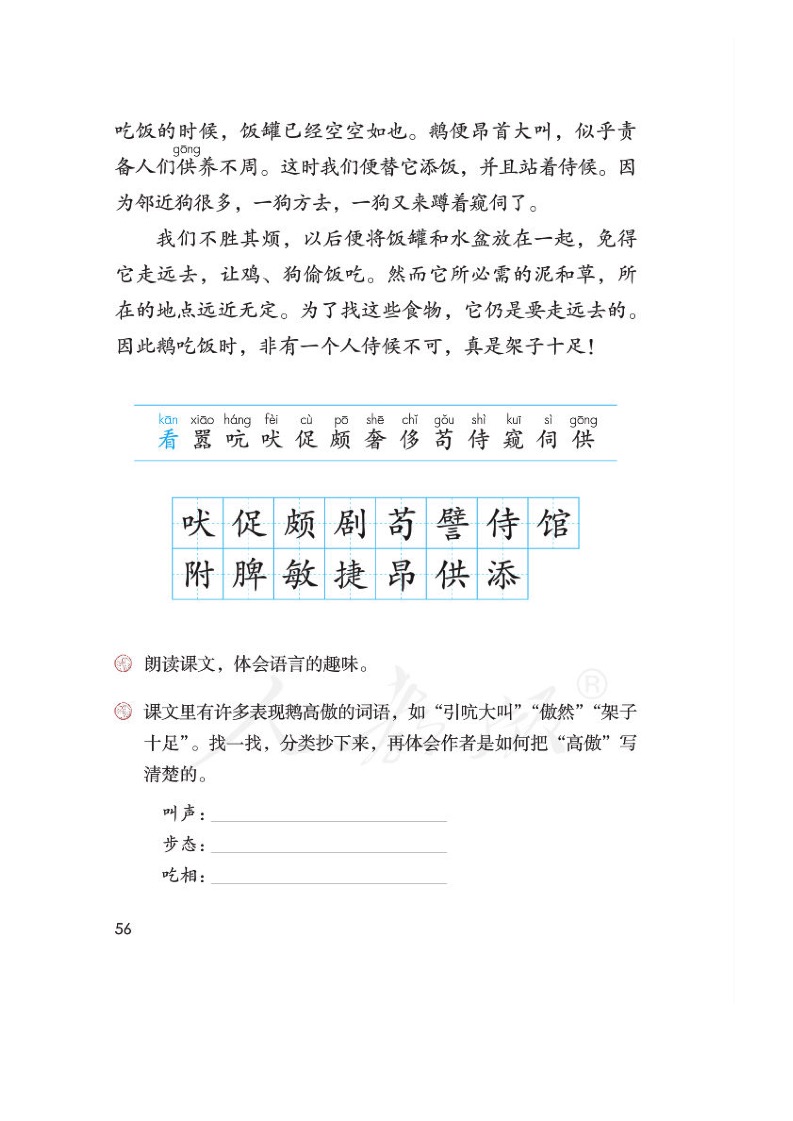 吃饭的时候，饭罐已经空空如也。鹅便昂首大叫，似乎责
gōng
备人们供养不周。这时我们便替它添饭，并且站着侍候。因
为邻近狗很多，一狗方去，一狗又来蹲着窥伺了。
我们不胜其烦，以后便将饭罐和水盆放在一起，免得
它走远去，让鸡、狗偷饭吃。然而它所必需的泥和草，所
在的地点远近无定。为了找这些食物，它仍是要走远去的。
因此鹅吃饭时，非有一个人侍候不可，真是架子十足！
kān xiāo háng fèi cù pō shē chǐ gǒu shì kuī sì gōng
看 嚣 吭 吠 促 颇 奢 侈 苟 侍 窥 伺 供
吠 促 颇 剧 苟 譬 侍 馆
附 脾 敏 捷 昂 供 添
朗读课文，体会语言的趣味。
课文里有许多表现鹅高傲的词语，如“引吭大叫”“傲然”“架子
十足”。找一找，分类抄下来，再体会作者是如何把“高傲”写
清楚的。
叫声：
步态：
吃相：
人教版®
56